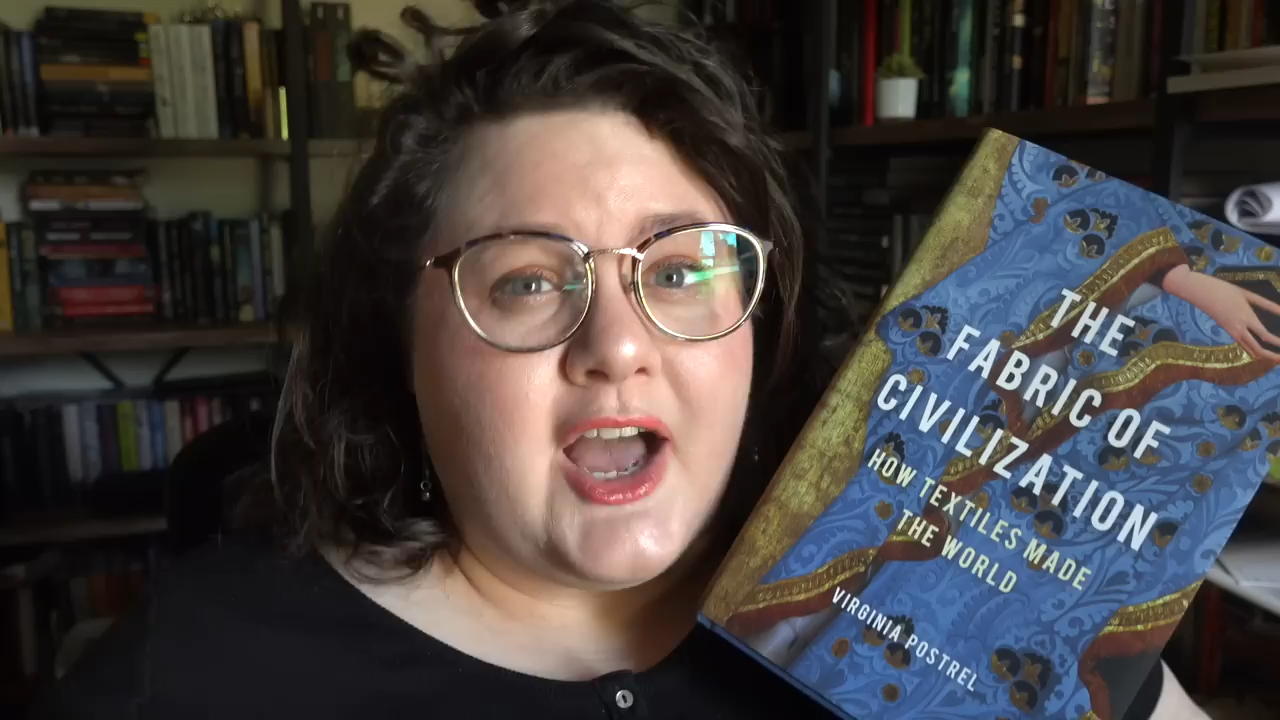 THE
FABRIC OF
CIVILIZATION
HOW TEXTILES MADE
THE WORLD
VIRGINIA POSTREL